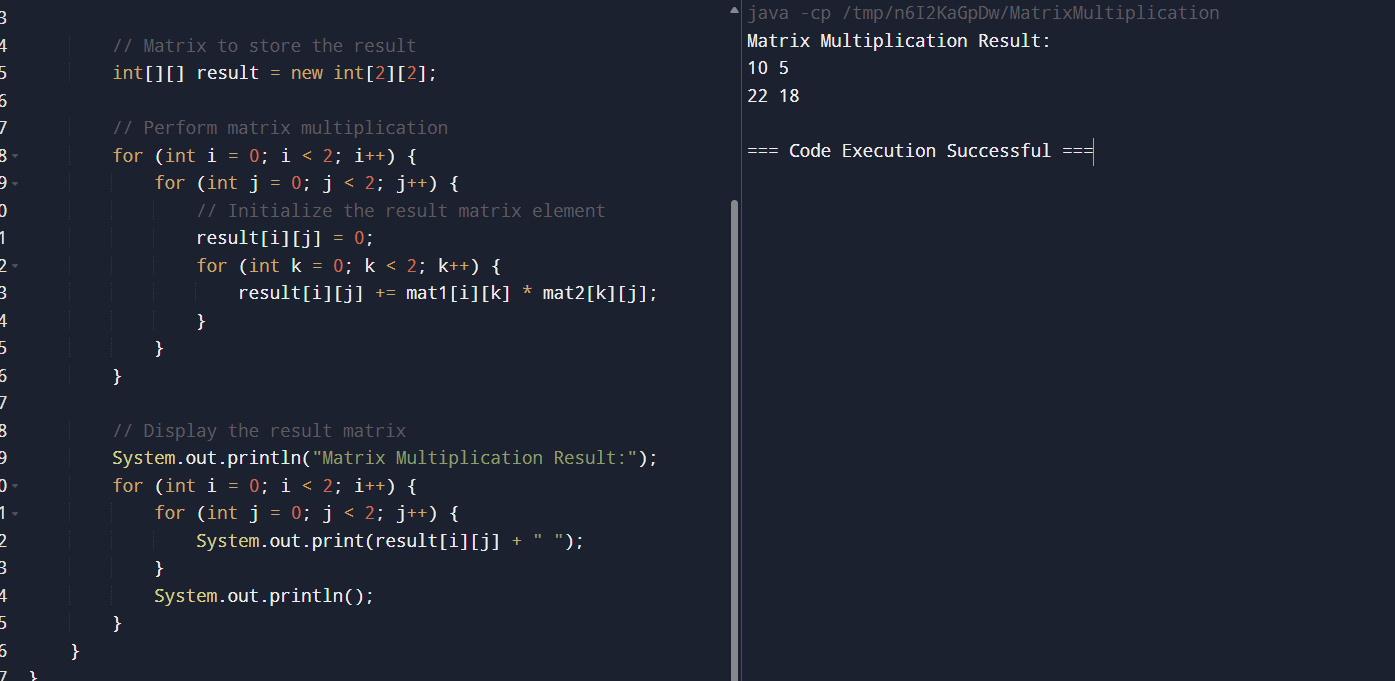 3
4 // Matrix to store the result
5 int[][] result = new int[2][2];
6
7 // Perform matrix multiplication
8 for (int i = 0; i < 2; i++) {
9 for (int j = 0; j < 2; j++) {
0 // Initialize the result matrix element
1 result[i][j] = 0;
2 for (int k = 0; k < 2; k++) {
3 result[i][j] += mat1[i][k] * mat2[k][j];
4 }
5 }
6 }
7
8 // Display the result matrix
9 System.out.println("Matrix Multiplication Result:");
0 for (int i = 0; i < 2; i++) {
1 for (int j = 0; j < 2; j++) {
2 System.out.print(result[i][j] + " ");
3 }
4 System.out.println();
5 }
6 }
7 }
java -cp /tmp/n6I2KaGpDw/MatrixMultiplication
Matrix Multiplication Result:
10 5
22 18
=== Code Execution Successful ===